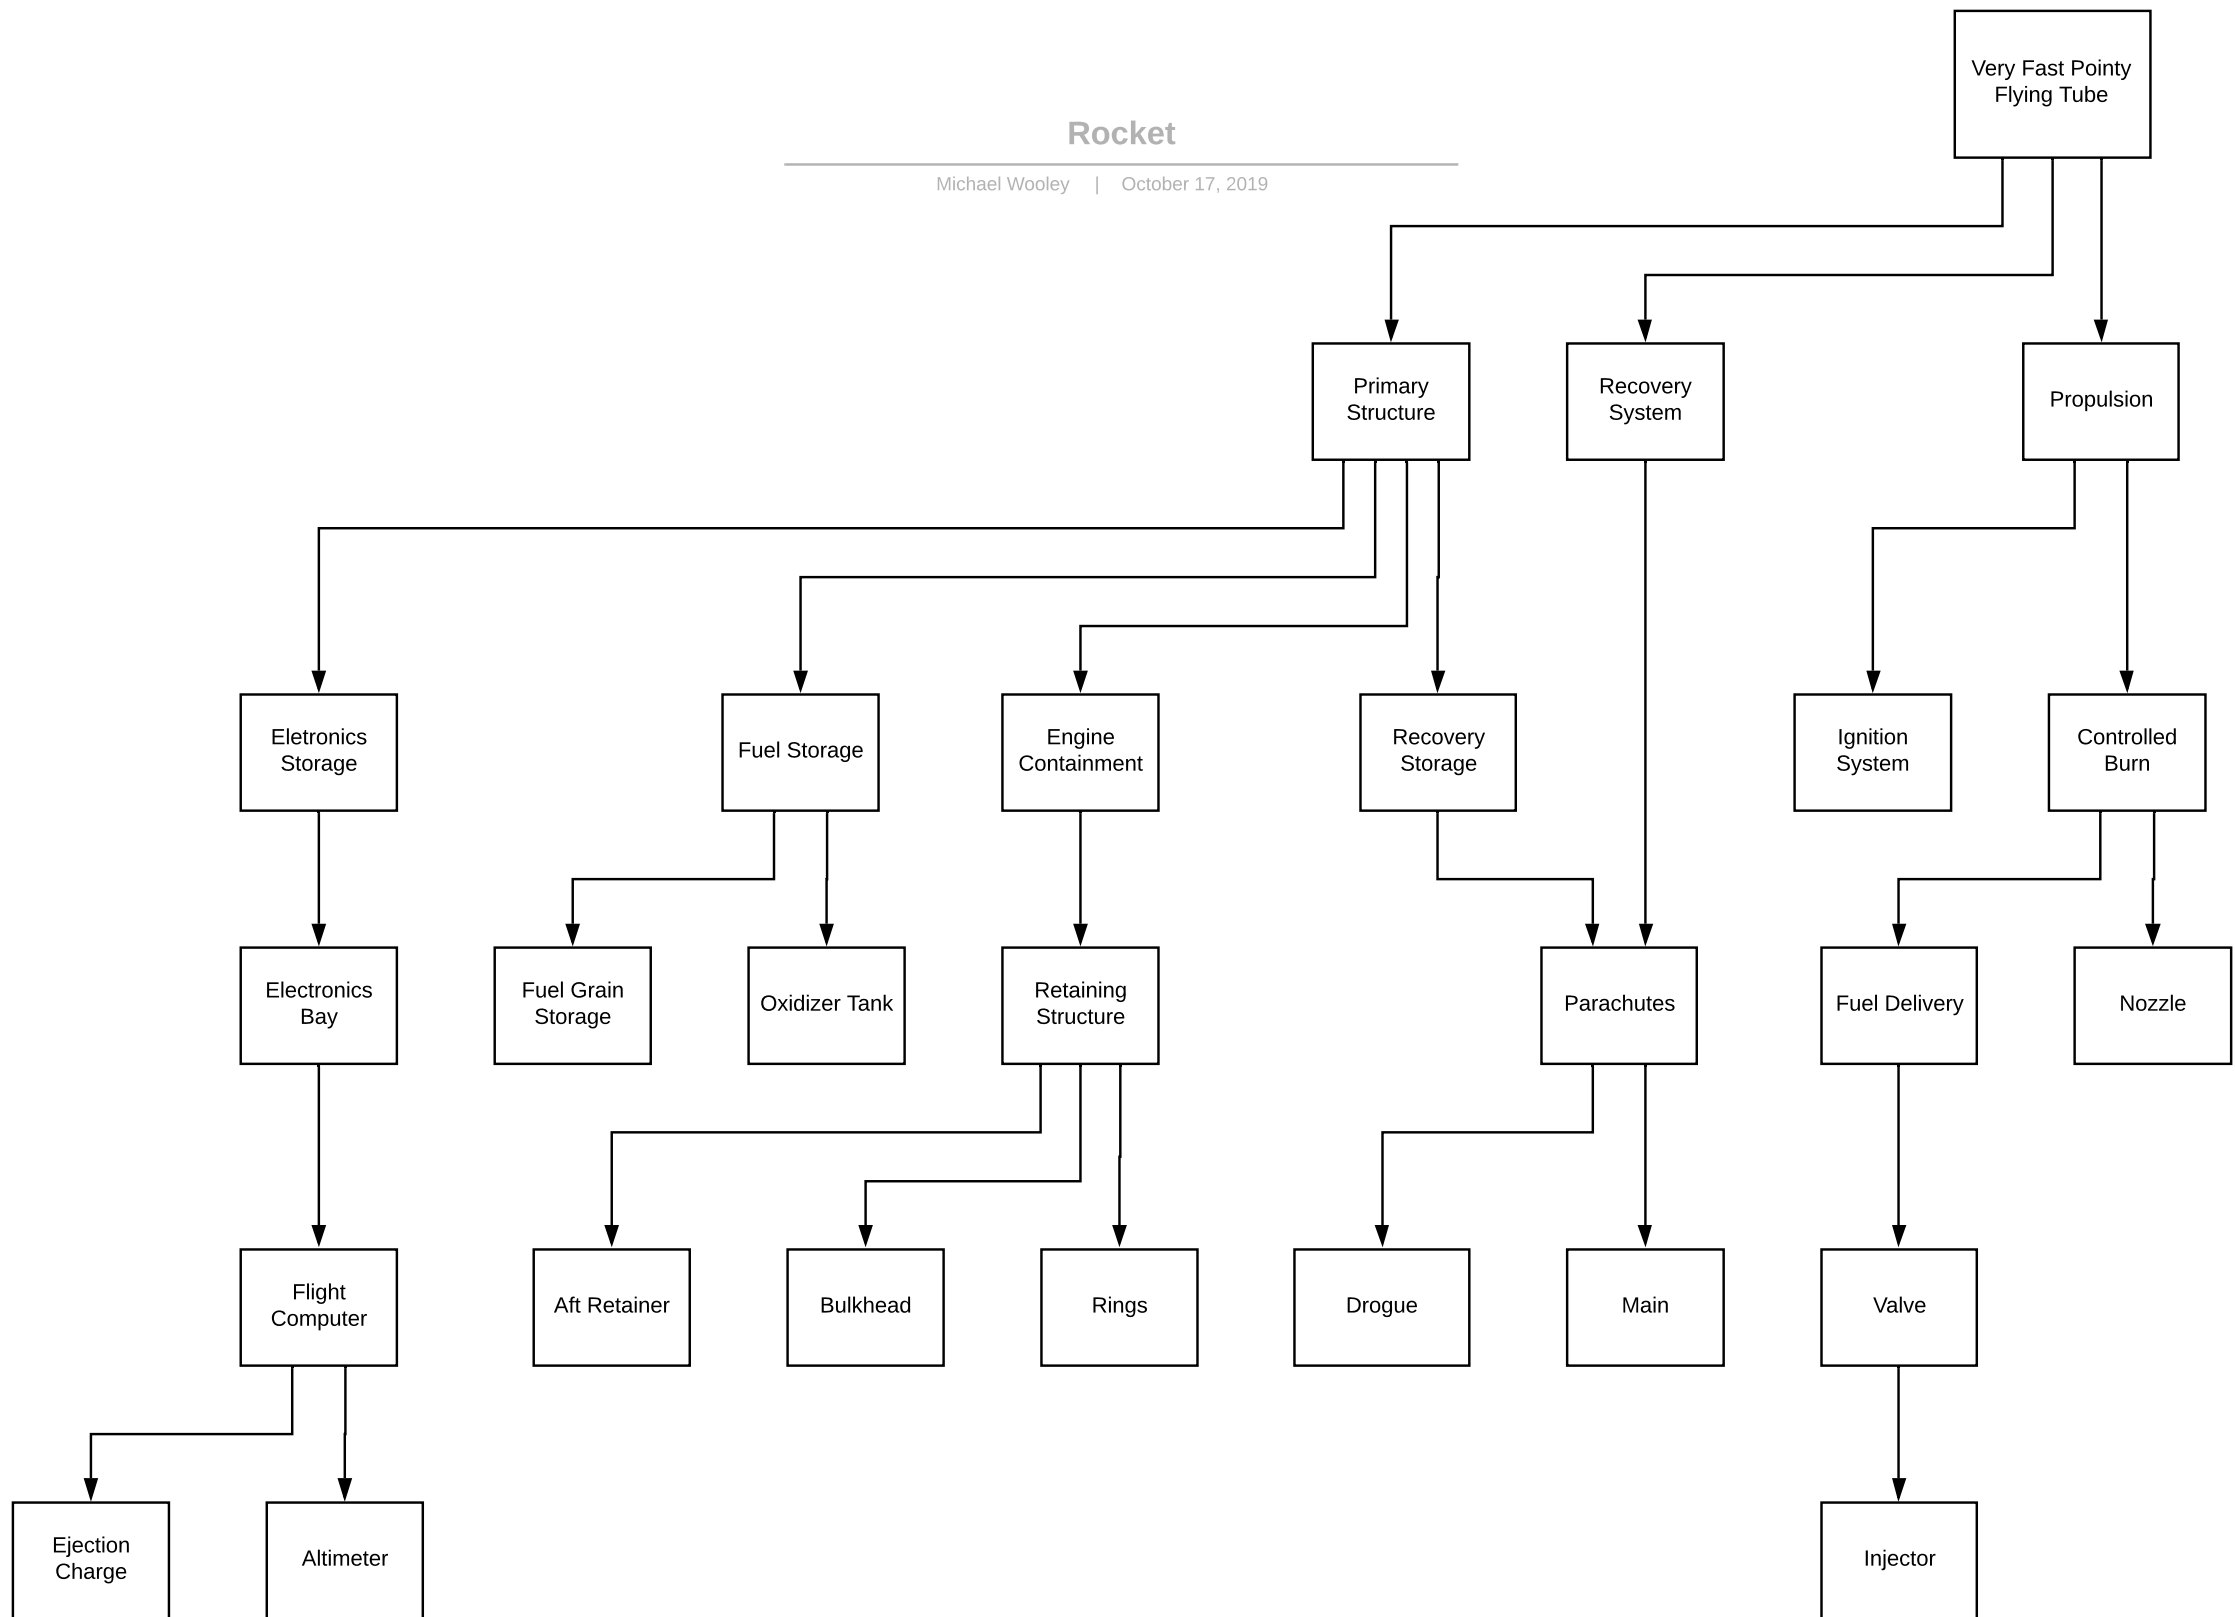 Very Fast Pointy
Flying Tube
Rocket
Michael Wooley | October 17, 2019
Primary
Structure
Recovery
System
Propulsion
Eletronics
Storage
Fuel Storage
Engine
Containment
Recovery
Storage
Ignition
System
Controlled
Burn
Electronics
Bay
Fuel Grain
Storage
Oxidizer Tank
Retaining
Structure
Parachutes
Fuel Delivery
Nozzle
Flight
Computer
Aft Retainer
Bulkhead
Rings
Drogue
Main
Valve
Ejection
Charge
Altimeter
Injector